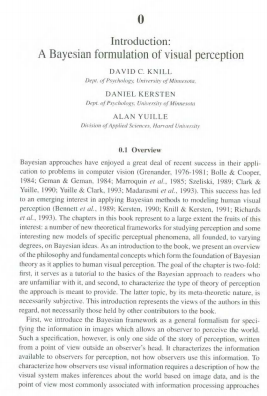 0
Introduction:
A Bayesian formulation of visual perception
DAVID C. KNILL
Dept. of Psychology, University of Minnesota.
DANIEL KERSTEN
Dept. of Psychology, University of Minnesota
ALAN YUILLE
Division of Applied Sciences, Harvard University
0.1 Overview
Bayesian approaches have enjoyed a great deal of recent success in their appli-
cation to problems in computer vision (Grenander, 1976-1981; Bolle & Cooper,
1984; Geman & Geman, 1984; Marroquin et al., 1985; Szeliski, 1989; Clark &
Yuille, 1990; Yuille & Clark, 1993; Madarasmi et al., 1993). This success has led
to an emerging interest in applying Bayesian methods to modeling human visual
perception (Bennett et al., 1989; Kersten, 1990; Knill & Kersten, 1991; Richards
et al., 1993). The chapters in this book represent to a large extent the fruits of this
interest: a number of new theoretical frameworks for studying perception and some
interesting new models of specific perceptual phenomena, all founded, to varying
degrees, on Bayesian ideas. As an introduction to the book, we present an overview
of the philosophy and fundamental concepts which form the foundation of Bayesian
theory as it applies to human visual perception. The goal of the chapter is two-fold:
first, it serves as a tutorial to the basics of the Bayesian approach to readers who
are unfamiliar with it, and second, to characterize the type of theory of perception
the approach is meant to provide. The latter topic, by its meta-theoretic nature, is
necessarily subjective. This introduction represents the views of the authors in this
regard, not necessarily those held by other contributors to the book.
First, we introduce the Bayesian framework as a general formalism for speci-
fying the information in images which allows an observer to perceive the world.
Such a specification, however, is only one side of the story of perception, written
from a point of view outside an observer's head. It characterizes the information
available to observers for perception, not how observers use this information. To
characterize how observers use visual information requires a description of how the
visual system makes inferences about the world based on image data, and is the
point of view most commonly associated with information processing approaches